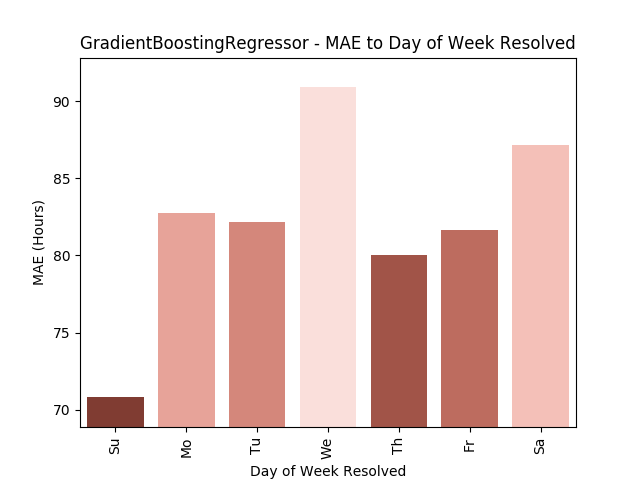 GradientBoostingRegressor - MAE to Day of Week Resolved
MAE (Hours)
90
85
80
75
70
Su
Mo
Tu
We
Th
Fr
Sa
Day of Week Resolved